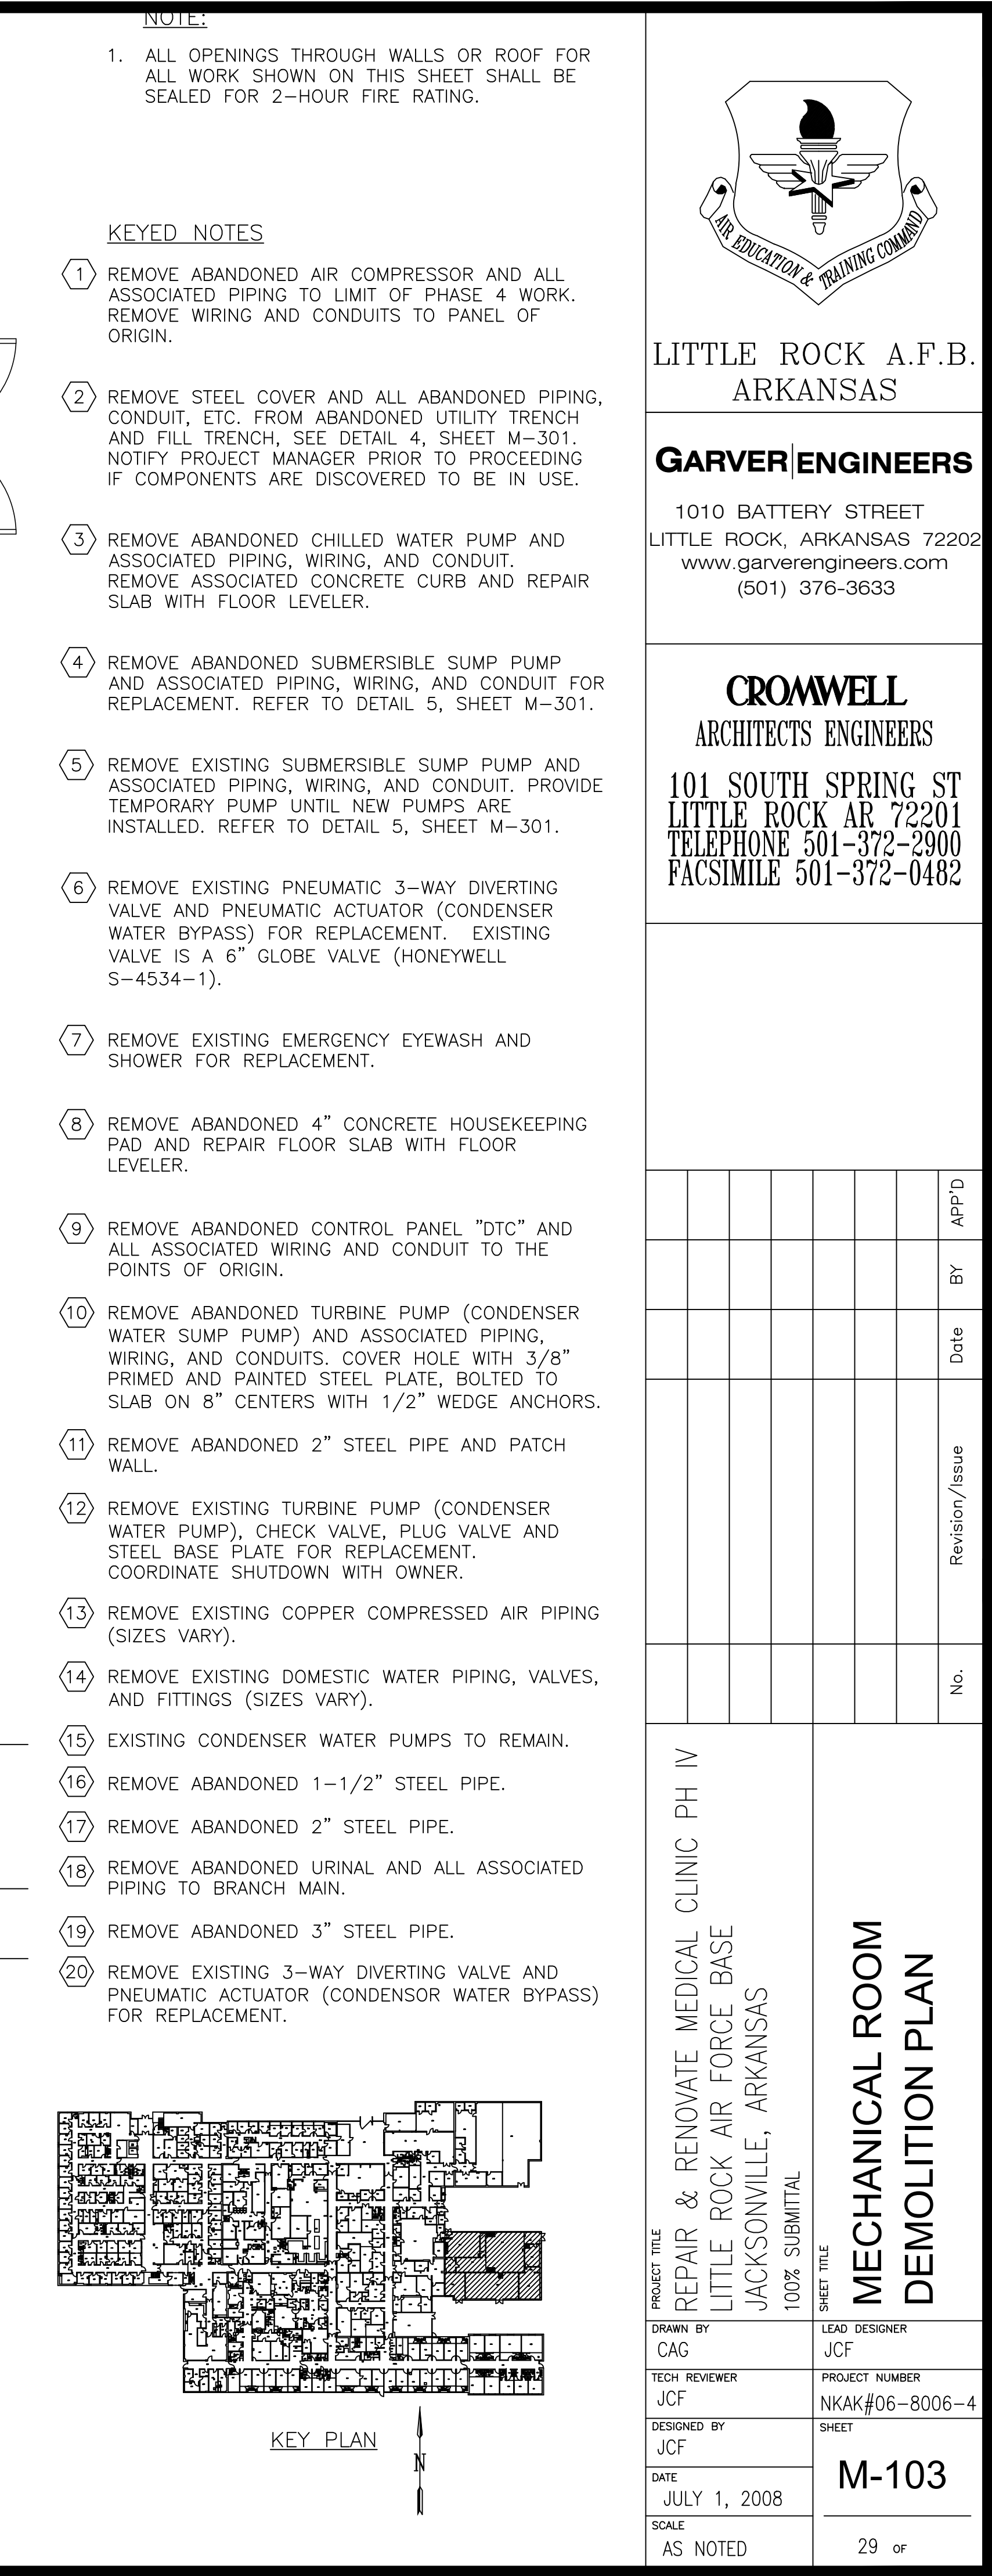 NOTE:
1. ALL OPENINGS THROUGH WALLS OR ROOF FOR
ALL WORK SHOWN ON THIS SHEET SHALL BE
SEALED FOR 2-HOUR FIRE RATING.
KEYED NOTES
1 REMOVE ABANDONED AIR COMPRESSOR AND ALL
ASSOCIATED PIPING TO LIMIT OF PHASE 4 WORK.
REMOVE WIRING AND CONDUITS TO PANEL OF
ORIGIN.
2 REMOVE STEEL COVER AND ALL ABANDONED PIPING,
CONDUIT, ETC. FROM ABANDONED UTILITY TRENCH
AND FILL TRENCH, SEE DETAIL 4, SHEET M-301.
NOTIFY PROJECT MANAGER PRIOR TO PROCEEDING
IF COMPONENTS ARE DISCOVERED TO BE IN USE.
3 REMOVE ABANDONED CHILLED WATER PUMP AND
ASSOCIATED PIPING, WIRING, AND CONDUIT.
REMOVE ASSOCIATED CONCRETE CURB AND REPAIR
SLAB WITH FLOOR LEVELER.
4 REMOVE ABANDONED SUBMERSIBLE SUMP PUMP
AND ASSOCIATED PIPING, WIRING, AND CONDUIT FOR
REPLACEMENT. REFER TO DETAIL 5, SHEET M-301.
5 REMOVE EXISTING SUBMERSIBLE SUMP PUMP AND
ASSOCIATED PIPING, WIRING, AND CONDUIT. PROVIDE
TEMPORARY PUMP UNTIL NEW PUMPS ARE
INSTALLED. REFER TO DETAIL 5, SHEET M-301.
6 REMOVE EXISTING PNEUMATIC 3-WAY DIVERTING
VALVE AND PNEUMATIC ACTUATOR (CONDENSER
WATER BYPASS) FOR REPLACEMENT. EXISTING
VALVE IS A 6" GLOBE VALVE (HONEYWELL
S-4534-1).
7 REMOVE EXISTING EMERGENCY EYEWASH AND
SHOWER FOR REPLACEMENT.
8 REMOVE ABANDONED 4" CONCRETE HOUSEKEEPING
PAD AND REPAIR FLOOR SLAB WITH FLOOR
LEVELER.
9 REMOVE ABANDONED CONTROL PANEL "DTC" AND
ALL ASSOCIATED WIRING AND CONDUIT TO THE
POINTS OF ORIGIN.
10 REMOVE ABANDONED TURBINE PUMP (CONDENSER
WATER SUMP PUMP) AND ASSOCIATED PIPING,
WIRING, AND CONDUITS. COVER HOLE WITH 3/8"
PRIMED AND PAINTED STEEL PLATE, BOLTED TO
SLAB ON 8" CENTERS WITH 1/2" WEDGE ANCHORS.
11 REMOVE ABANDONED 2" STEEL PIPE AND PATCH
WALL.
12 REMOVE EXISTING TURBINE PUMP (CONDENSER
WATER PUMP), CHECK VALVE, PLUG VALVE AND
STEEL BASE PLATE FOR REPLACEMENT.
COORDINATE SHUTDOWN WITH OWNER.
13 REMOVE EXISTING COPPER COMPRESSED AIR PIPING
(SIZES VARY).
14 REMOVE EXISTING DOMESTIC WATER PIPING, VALVES,
AND FITTINGS (SIZES VARY).
15 EXISTING CONDENSER WATER PUMPS TO REMAIN.
16 REMOVE ABANDONED 1-1/2" STEEL PIPE.
17 REMOVE ABANDONED 2" STEEL PIPE.
18 REMOVE ABANDONED URINAL AND ALL ASSOCIATED
PIPING TO BRANCH MAIN.
19 REMOVE ABANDONED 3" STEEL PIPE.
20 REMOVE EXISTING 3-WAY DIVERTING VALVE AND
PNEUMATIC ACTUATOR (CONDENSOR WATER BYPASS)
FOR REPLACEMENT.
KEY PLAN
N
AIR EDUCATION & TRAINING COMMAND
LITTLE ROCK A.F.B.
ARKANSAS
GARVER|ENGINEERS
1010 BATTERY STREET
LITTLE ROCK, ARKANSAS 72202
www.garverengineers.com
(501) 376-3633
CROMWELL
ARCHITECTS ENGINEERS
101 SOUTH SPRING ST
LITTLE ROCK AR 72201
TELEPHONE 501-372-2900
FACSIMILE 501-372-0482
APP'D
BY
Date
Revision/Issue
No.
PROJECT TITLE
REPAIR & RENOVATE MEDICAL CLINIC PH IV
LITTLE ROCK AIR FORCE BASE
JACKSONVILLE, ARKANSAS
100% SUBMITTAL
SHEET TITLE
MECHANICAL ROOM
DEMOLITION PLAN
DRAWN BY
CAG
LEAD DESIGNER
JCF
TECH REVIEWER
JCF
PROJECT NUMBER
NKAK#06-8006-4
DESIGNED BY
JCF
SHEET
M-103
DATE
JULY 1, 2008
SCALE
AS NOTED
29 OF